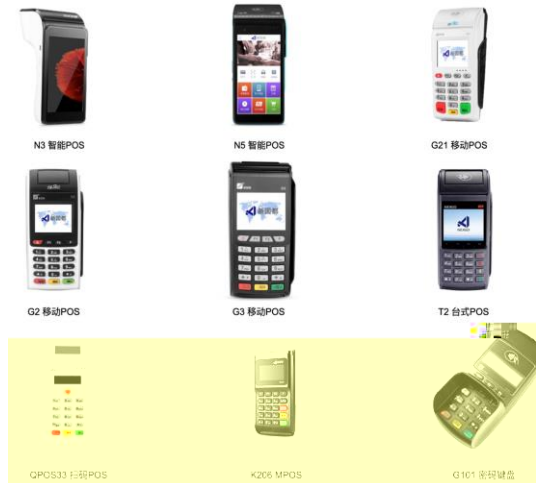 N3 智能POS
N5 智能POS
G21 移动POS
G2 移动POS
G3 移动POS
T2 台式POS
QPOS33 扫码POS
K206 MPOS
G101 密码键盘